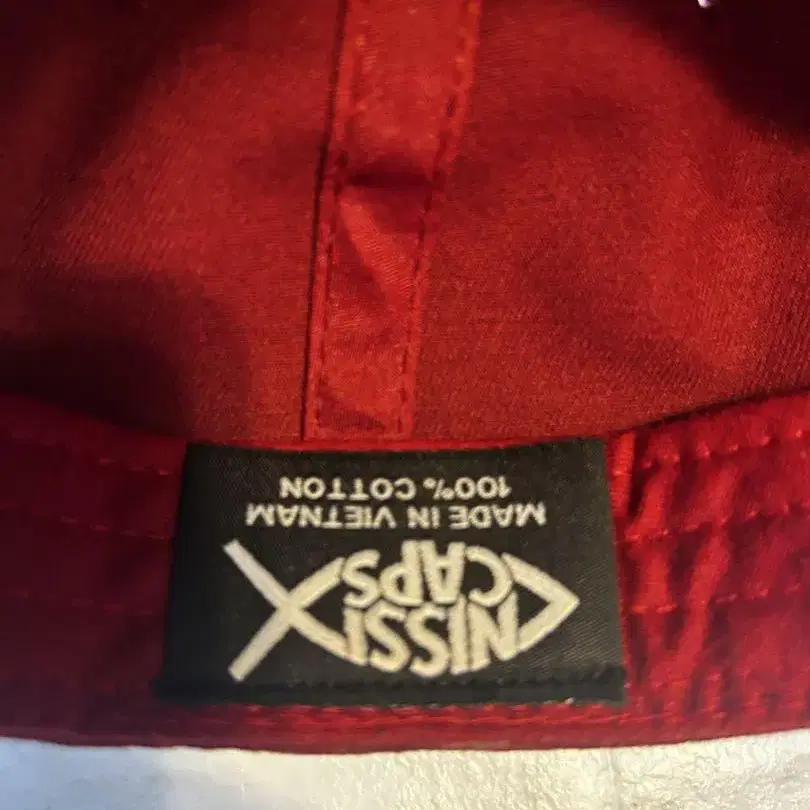 NISSI
CAPS
MADE IN VIETNAM
100% COTTON